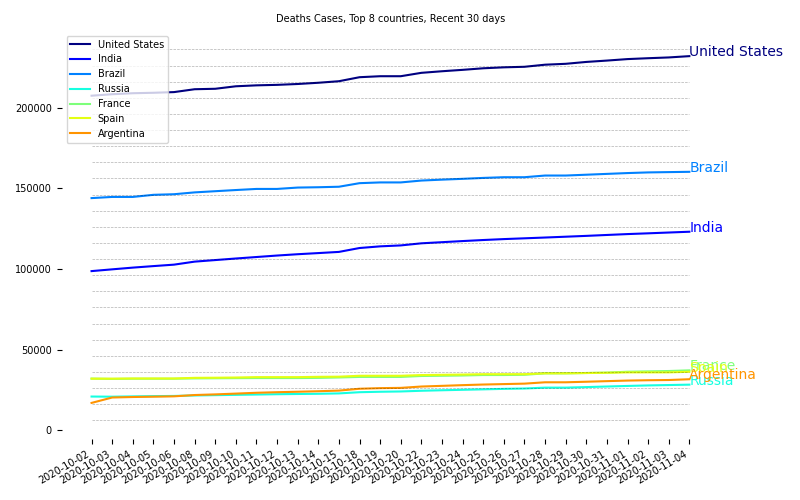 Deaths Cases, Top 8 countries, Recent 30 days
United States
India
Brazil
Russia
France
Spain
Argentina
200000
150000
100000
50000
0
United States
Brazil
India
France
Argentina
Russia
2020-10-02
2020-10-03
2020-10-04
2020-10-05
2020-10-06
2020-10-08
2020-10-09
2020-10-10
2020-10-11
2020-10-12
2020-10-13
2020-10-14
2020-10-15
2020-10-18
2020-10-19
2020-10-20
2020-10-22
2020-10-23
2020-10-24
2020-10-25
2020-10-26
2020-10-27
2020-10-28
2020-10-29
2020-10-30
2020-10-31
2020-11-01
2020-11-02
2020-11-03
2020-11-04